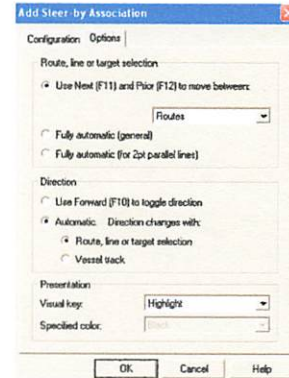 Add Steer-by Association
Configuration Options
Route, line or target selection
Use Next (F11) and Prior (F12) to move between:
Routes
Fully automatic (general)
Fully automatic (for 2pt parallel lines)
Direction
Use Forward (F10) to toggle direction
Automatic. Direction changes with:
Route, line or target selection
Vessel track
Presentation
Visual key: Highlight
Specified color: Black
OK Cancel Help